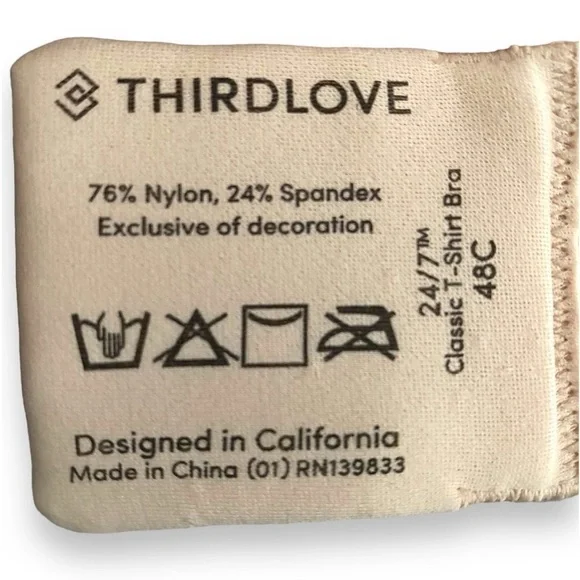 THIRDLOVE
76% Nylon, 24% Spandex
Exclusive of decoration
24/7™
Classic T-Shirt Bra
48C
Designed in California
Made in China (01) RN139833